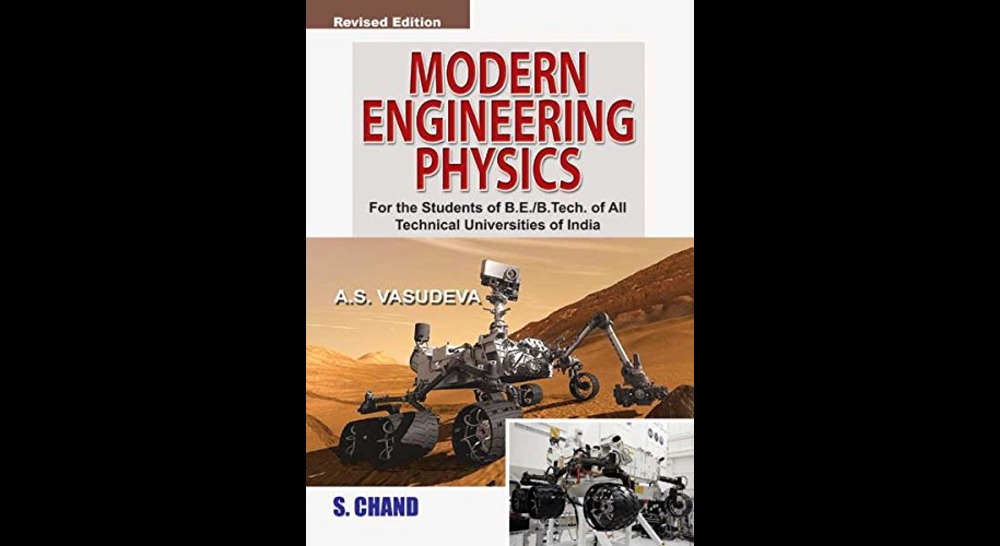 Revised Edition
MODERN
ENGINEERING
PHYSICS
For the Students of B.E./B.Tech. of All
Technical Universities of India
A.S. VASUDEVA
S. CHAND